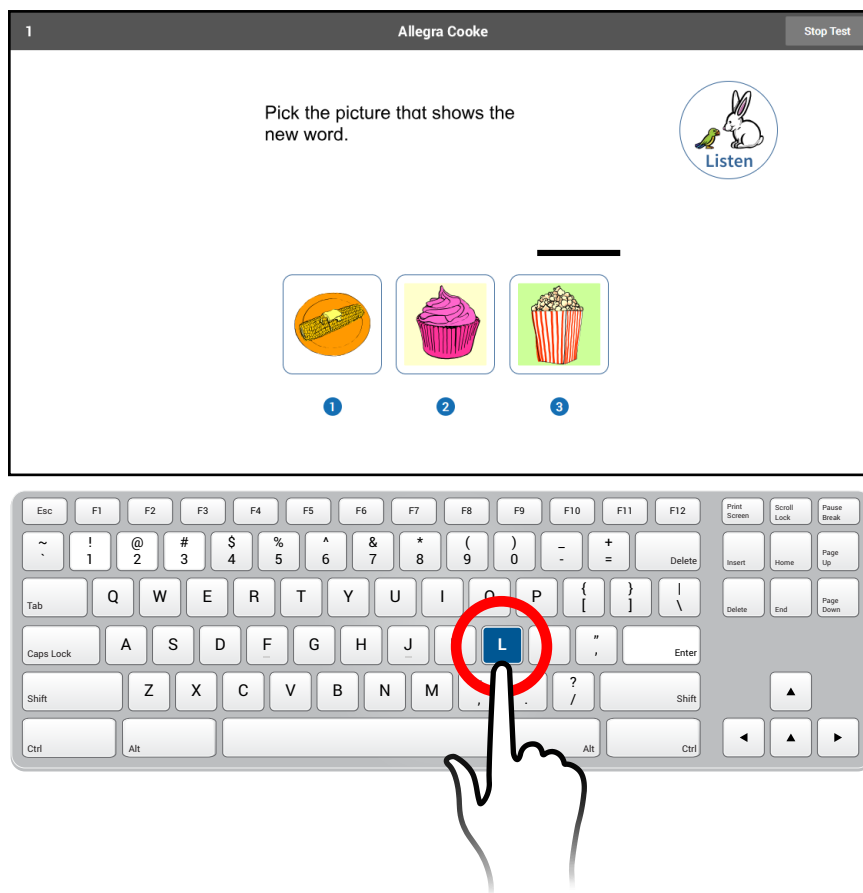 1 Allegra Cooke Stop Test
Pick the picture that shows the
new word.
Listen
1 2 3
Esc F1 F2 F3 F4 F5 F6 F7 F8 F9 F10 F11 F12 Print Screen Scroll Lock Pause Break
~ ` ! 1 @ 2 # 3 $ 4 % 5 ^ 6 & 7 * 8 ( 9 ) 0 _ - + = Delete Insert Home Page Up
Tab Q W E R T Y U I O P { [ } ] | \ Delete End Page Down
Caps Lock A S D F G H J L " ' Enter
Shift Z X C V B N M , . ? / Shift ▲
Ctrl Alt Alt Ctrl ◄ ▲ ►